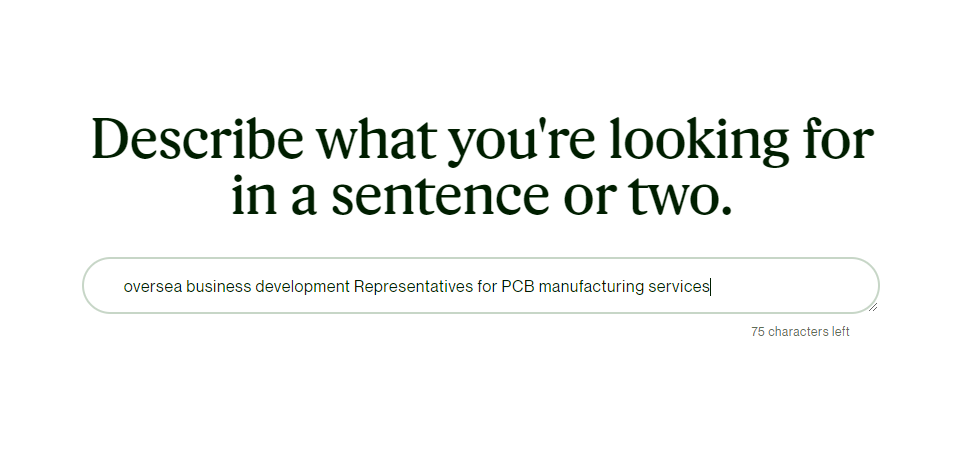 Describe what you're looking for
in a sentence or two.
oversea business development Representatives for PCB manufacturing services
75 characters left